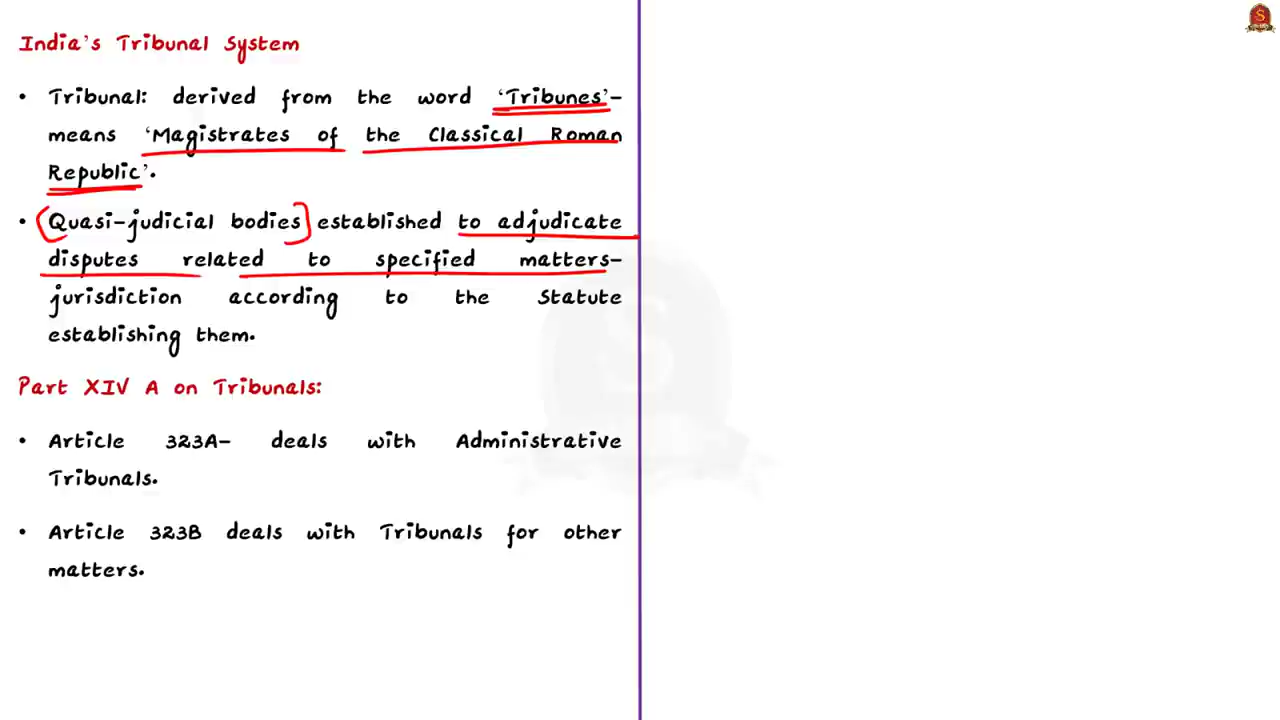 India's Tribunal System
• Tribunal: derived from the word 'Tribunes'-
means 'Magistrates of the Classical Roman
Republic'.
• Quasi-judicial bodies established to adjudicate
disputes related to specified matters-
jurisdiction according to the Statute
establishing them.
Part XIV A on Tribunals:
• Article 323A- deals with Administrative
Tribunals.
• Article 323B deals with Tribunals for other
matters.